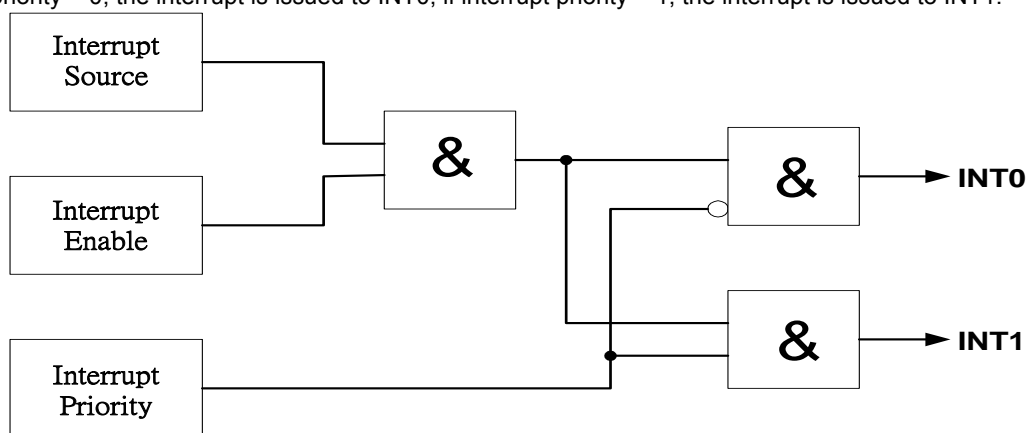 priority = 0, the interrupt is issued to INT0; if interrupt priority = 1, the interrupt is issued to INT1.
Interrupt
Source
&
&
INT0
Interrupt
Enable
&
INT1
Interrupt
Priority